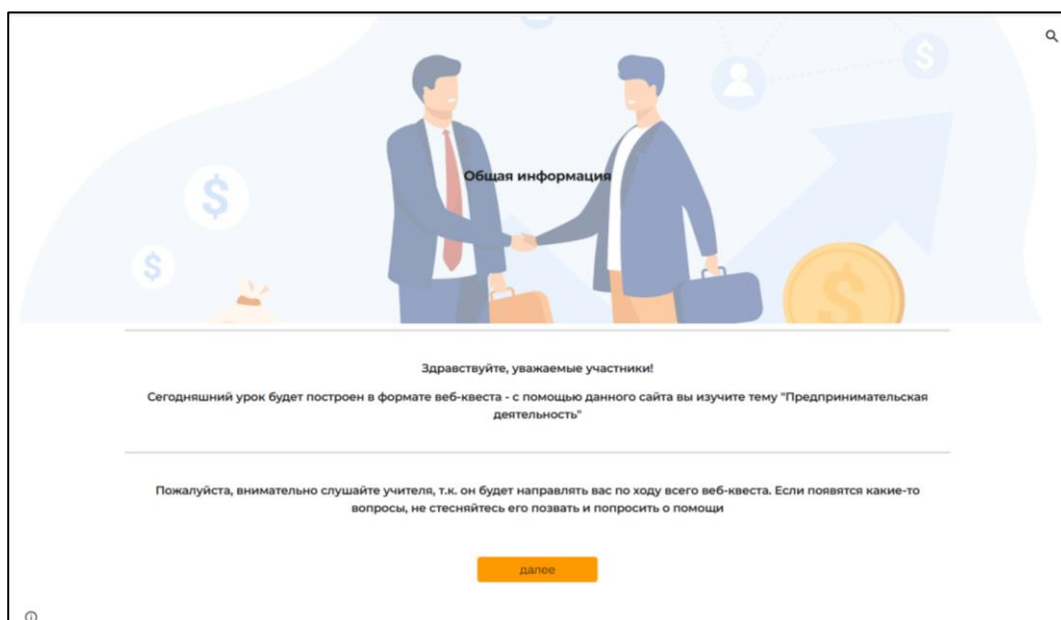 Общая информация
Здравствуйте, уважаемые участники!
Сегодняшний урок будет построен в формате веб-квеста - с помощью данного сайта вы изучите тему "Предпринимательская
деятельность"
Пожалуйста, внимательно слушайте учителя, т.к. он будет направлять вас по ходу всего веб-квеста. Если появятся какие-то
вопросы, не стесняйтесь его позвать и попросить о помощи
далее